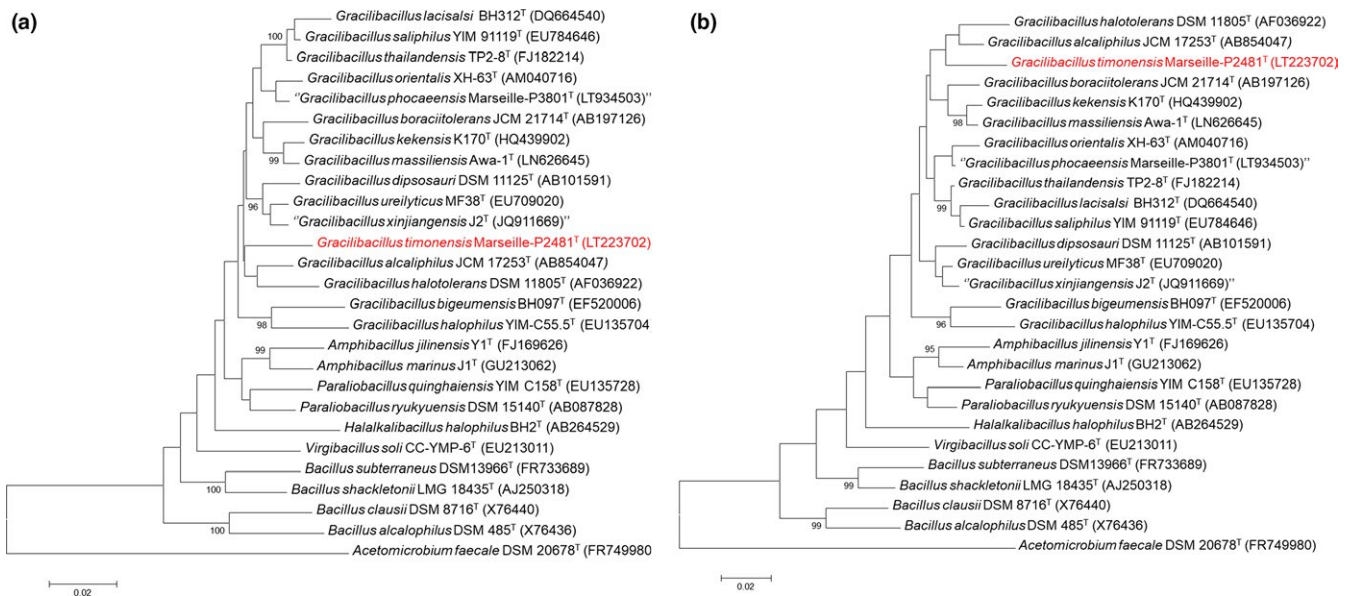 (a)
Gracilibacillus lacisalsi BH312T (DQ664540)
100
Gracilibacillus saliphilus YIM 91119T (EU784646)
Gracilibacillus thailandensis TP2-8T (FJ182214)
Gracilibacillus orientalis XH-63T (AM040716)
"Gracilibacillus phocaeensis Marseille-P3801T (LT934503)"
Gracilibacillus boraciitolerans JCM 21714T (AB197126)
Gracilibacillus kekensis K170T (HQ439902)
99
Gracilibacillus massiliensis Awa-1T (LN626645)
Gracilibacillus dipsosauri DSM 11125T (AB101591)
96
Gracilibacillus ureilyticus MF38T (EU709020)
"Gracilibacillus xinjiangensis J2T (JQ911669)"
Gracilibacillus timonensis Marseille-P2481T (LT223702)
Gracilibacillus alcaliphilus JCM 17253T (AB854047)
Gracilibacillus halotolerans DSM 11805T (AF036922)
Gracilibacillus bigeumensis BH097T (EF520006)
98
Gracilibacillus halophilus YIM-C55.5T (EU135704
99
Amphibacillus jilinensis Y1T (FJ169626)
Amphibacillus marinus J1T (GU213062)
Paraliobacillus quinghaiensis YIM C158T (EU135728)
Paraliobacillus ryukyuensis DSM 15140T (AB087828)
Halalkalibacillus halophilus BH2T (AB264529)
Virgibacillus soli CC-YMP-6T (EU213011)
Bacillus subterraneus DSM13966T (FR733689)
100
Bacillus shackletonii LMG 18435T (AJ250318)
Bacillus clausii DSM 8716T (X76440)
100
Bacillus alcalophilus DSM 485T (X76436)
Acetomicrobium faecale DSM 20678T (FR749980)
0.02
(b)
Gracilibacillus halotolerans DSM 11805T (AF036922)
Gracilibacillus alcaliphilus JCM 17253T (AB854047)
Gracilibacillus timonensis Marseille-P2481T (LT223702)
Gracilibacillus boraciitolerans JCM 21714T (AB197126)
Gracilibacillus kekensis K170T (HQ439902)
98
Gracilibacillus massiliensis Awa-1T (LN626645)
Gracilibacillus orientalis XH-63T (AM040716)
"Gracilibacillus phocaeensis Marseille-P3801T (LT934503)"
Gracilibacillus thailandensis TP2-8T (FJ182214)
99
Gracilibacillus lacisalsi BH312T (DQ664540)
Gracilibacillus saliphilus YIM 91119T (EU784646)
Gracilibacillus dipsosauri DSM 11125T (AB101591)
Gracilibacillus ureilyticus MF38T (EU709020)
"Gracilibacillus xinjiangensis J2T (JQ911669)"
Gracilibacillus bigeumensis BH097T (EF520006)
96
Gracilibacillus halophilus YIM-C55.5T (EU135704)
95
Amphibacillus jilinensis Y1T (FJ169626)
Amphibacillus marinus J1T (GU213062)
Paraliobacillus quinghaiensis YIM C158T (EU135728)
Paraliobacillus ryukyuensis DSM 15140T (AB087828)
Halalkalibacillus halophilus BH2T (AB264529)
Virgibacillus soli CC-YMP-6T (EU213011)
Bacillus subterraneus DSM13966T (FR733689)
99
Bacillus shackletonii LMG 18435T (AJ250318)
Bacillus clausii DSM 8716T (X76440)
99
Bacillus alcalophilus DSM 485T (X76436)
Acetomicrobium faecale DSM 20678T (FR749980)
0.02